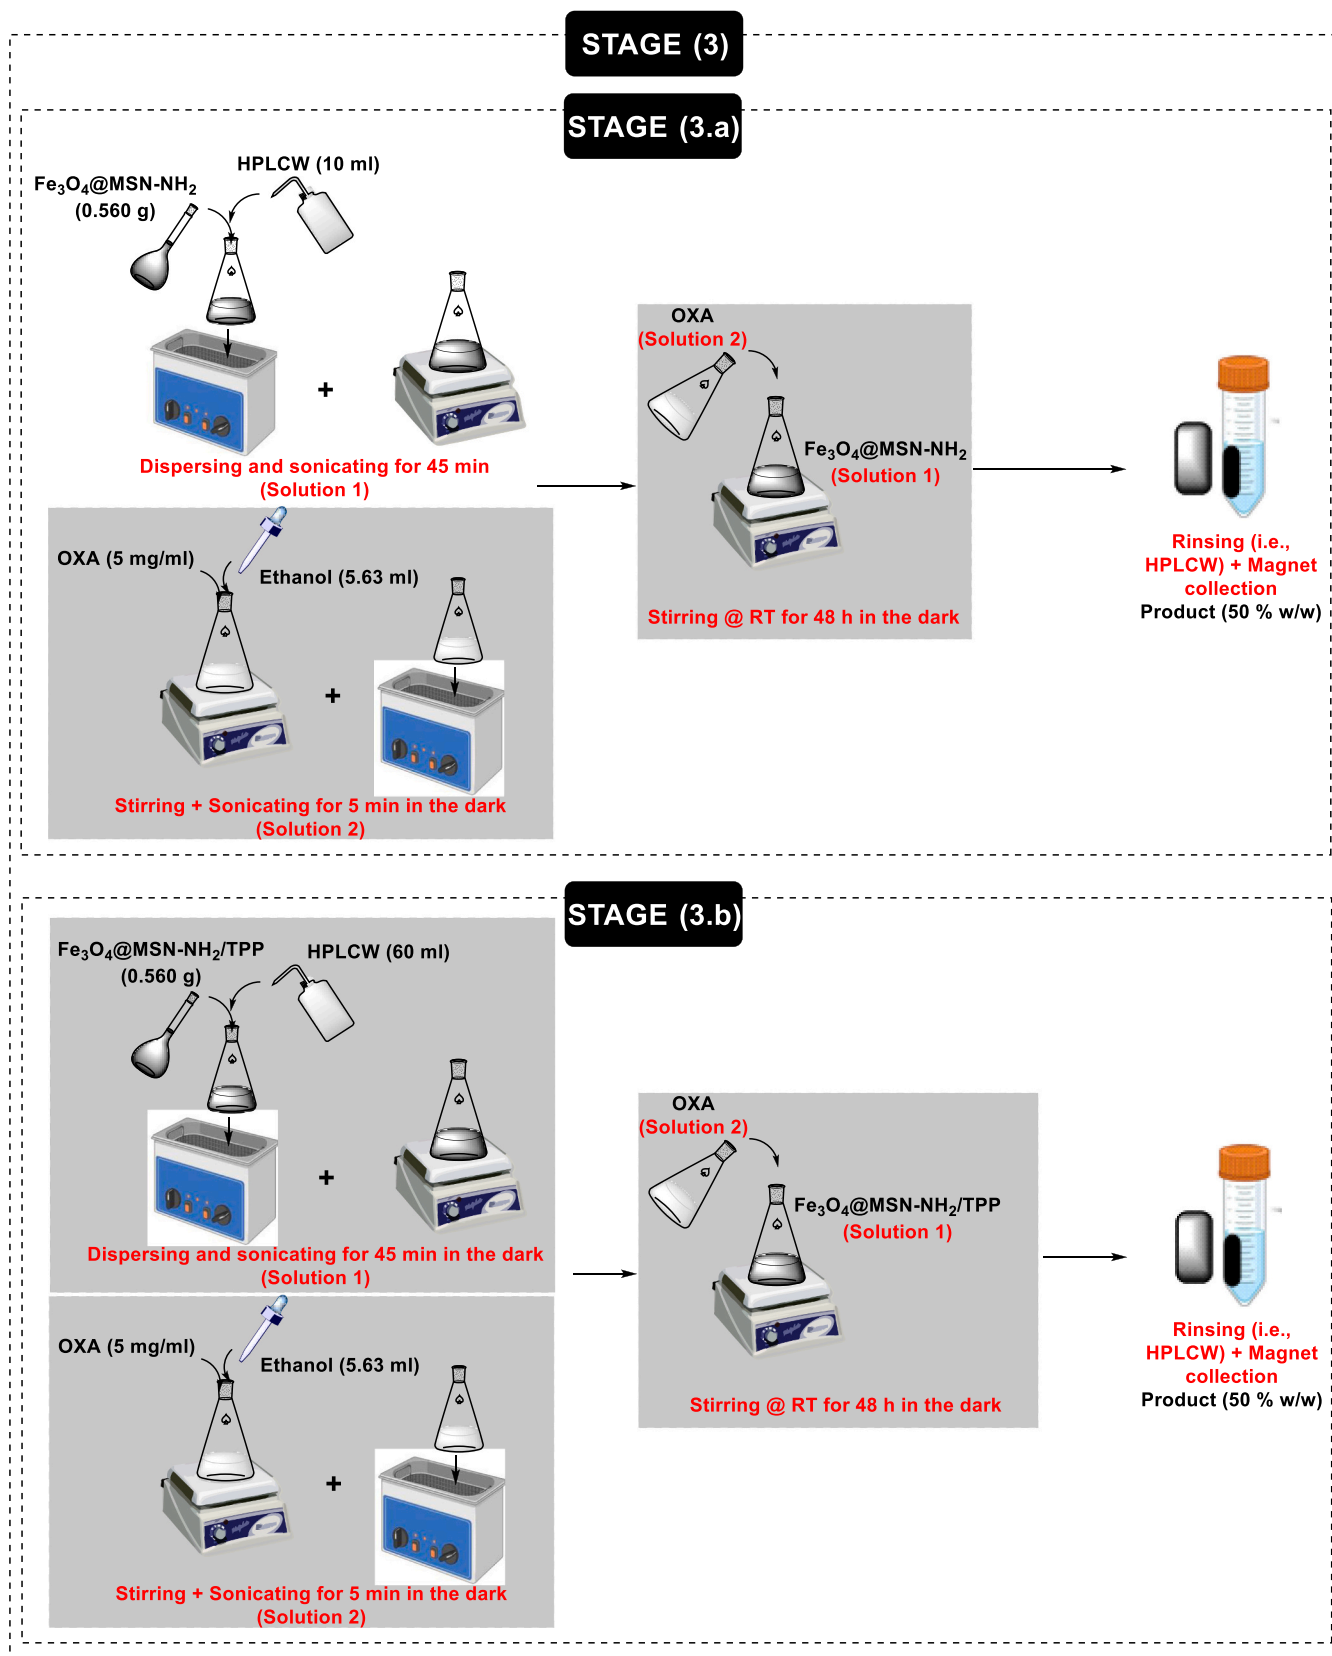 STAGE (3)
STAGE (3.a)
HPLCW (10 ml)
Fe₃O₄@MSN-NH₂
(0.560 g)
+
Dispersing and sonicating for 45 min
(Solution 1)
OXA (5 mg/ml)
Ethanol (5.63 ml)
+
Stirring + Sonicating for 5 min in the dark
(Solution 2)
OXA
(Solution 2)
Fe₃O₄@MSN-NH₂
(Solution 1)
Stirring @ RT for 48 h in the dark
Rinsing (i.e.,
HPLCW) + Magnet
collection
Product (50 % w/w)
STAGE (3.b)
Fe₃O₄@MSN-NH₂/TPP
(0.560 g)
HPLCW (60 ml)
+
Dispersing and sonicating for 45 min in the dark
(Solution 1)
OXA (5 mg/ml)
Ethanol (5.63 ml)
+
Stirring + Sonicating for 5 min in the dark
(Solution 2)
OXA
(Solution 2)
Fe₃O₄@MSN-NH₂/TPP
(Solution 1)
Stirring @ RT for 48 h in the dark
Rinsing (i.e.,
HPLCW) + Magnet
collection
Product (50 % w/w)